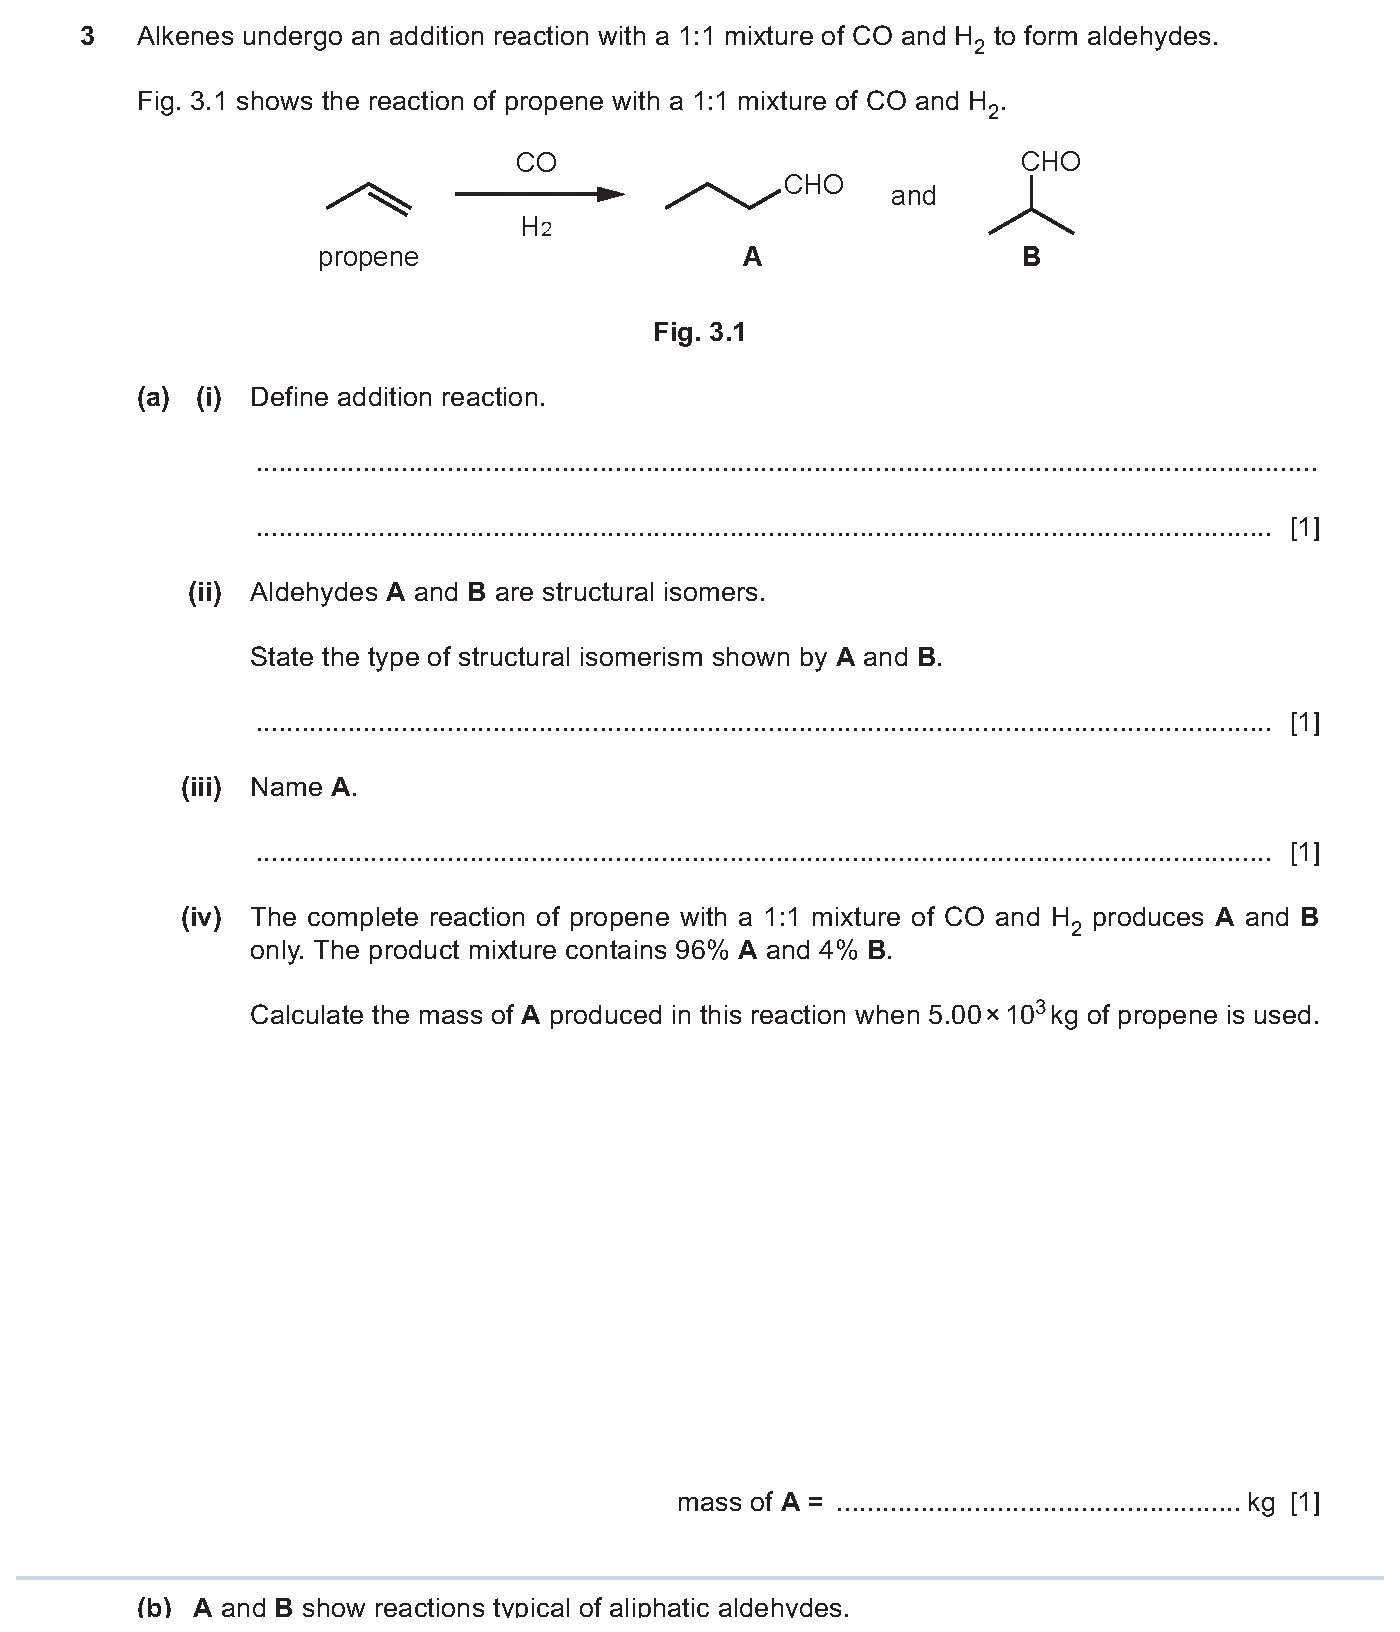 3 Alkenes undergo an addition reaction with a 1:1 mixture of CO and H₂ to form aldehydes.
Fig. 3.1 shows the reaction of propene with a 1:1 mixture of CO and H₂.
CO
H2
propene
CHO
A
and
CHO
B
Fig. 3.1
(a) (i) Define addition reaction.
..........................................................................................................................................
.................................................................................................................................... [1]
(ii) Aldehydes A and B are structural isomers.
State the type of structural isomerism shown by A and B.
.................................................................................................................................... [1]
(iii) Name A.
.................................................................................................................................... [1]
(iv) The complete reaction of propene with a 1:1 mixture of CO and H₂ produces A and B
only. The product mixture contains 96% A and 4% B.
Calculate the mass of A produced in this reaction when 5.00 × 10³ kg of propene is used.
mass of A = ..................................................... kg [1]
(b) A and B show reactions typical of aliphatic aldehydes.